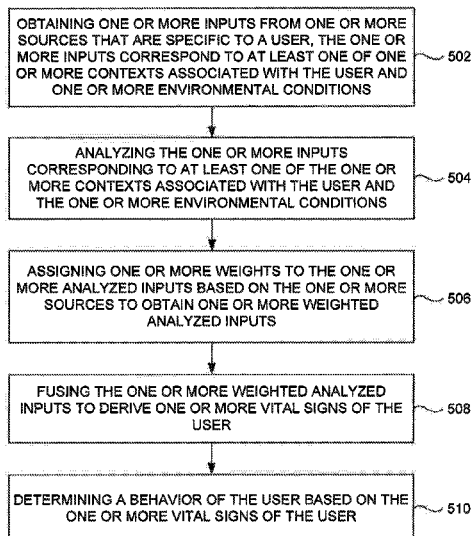 OBTAINING ONE OR MORE INPUTS FROM ONE OR MORE
SOURCES THAT ARE SPECIFIC TO A USER, THE ONE OR
MORE INPUTS CORRESPOND TO AT LEAST ONE OF ONE
OR MORE CONTEXTS ASSOCIATED WITH THE USER AND
ONE OR MORE ENVIRONMENTAL CONDITIONS
502
ANALYZING THE ONE OR MORE INPUTS
CORRESPONDING TO AT LEAST ONE OF THE ONE OR
MORE CONTEXTS ASSOCIATED WITH THE USER AND
THE ONE OR MORE ENVIRONMENTAL CONDITIONS
504
ASSIGNING ONE OR MORE WEIGHTS TO THE ONE OR
MORE ANALYZED INPUTS BASED ON THE ONE OR MORE
SOURCES TO OBTAIN ONE OR MORE WEIGHTED
ANALYZED INPUTS
506
FUSING THE ONE OR MORE WEIGHTED ANALYZED
INPUTS TO DERIVE ONE OR MORE VITAL SIGNS OF THE
USER
508
DETERMINING A BEHAVIOR OF THE USER BASED ON THE
ONE OR MORE VITAL SIGNS OF THE USER
510